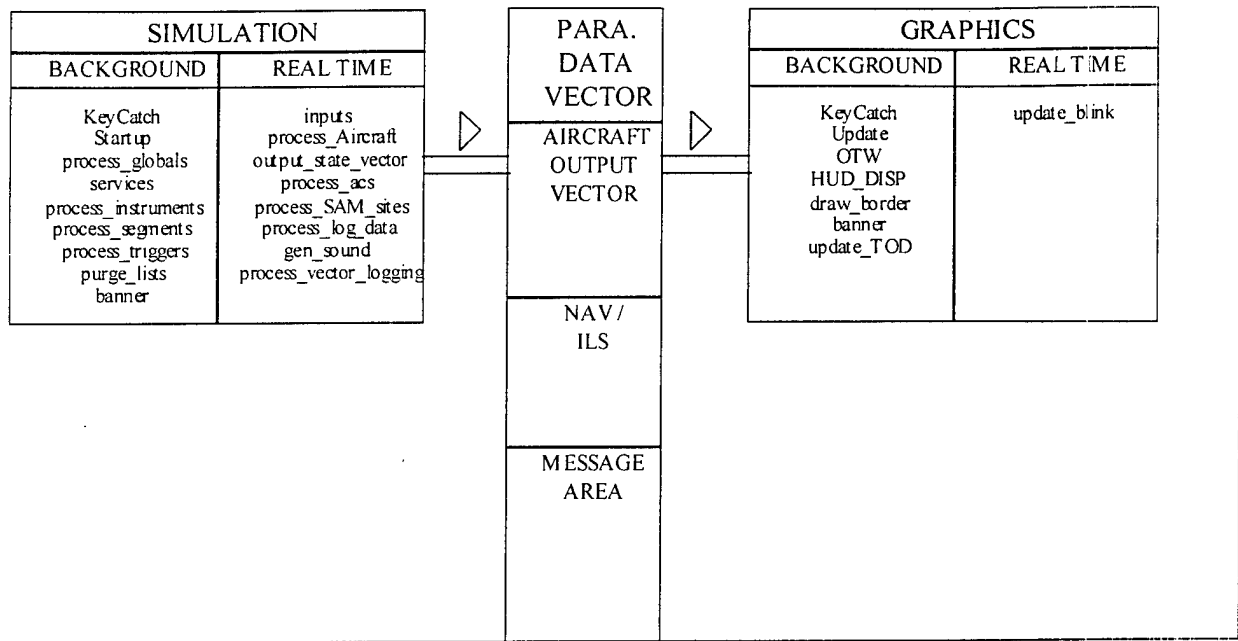 SIMULATION
BACKGROUND
REAL TIME
KeyCatch
Startup
process_globals
services
process_instruments
process_segments
process_triggers
purge_lists
banner
inputs
process_Aircraft
output_state_vector
process_acs
process_SAM_sites
process_log_data
gen_sound
process_vector_logging
PARA.
DATA
VECTOR
AIRCRAFT
OUTPUT
VECTOR
NAV/
ILS
MESSAGE
AREA
GRAPHICS
BACKGROUND
REAL TIME
KeyCatch
Update
OTW
HUD_DISP
draw_border
banner
update_TOD
update_blink